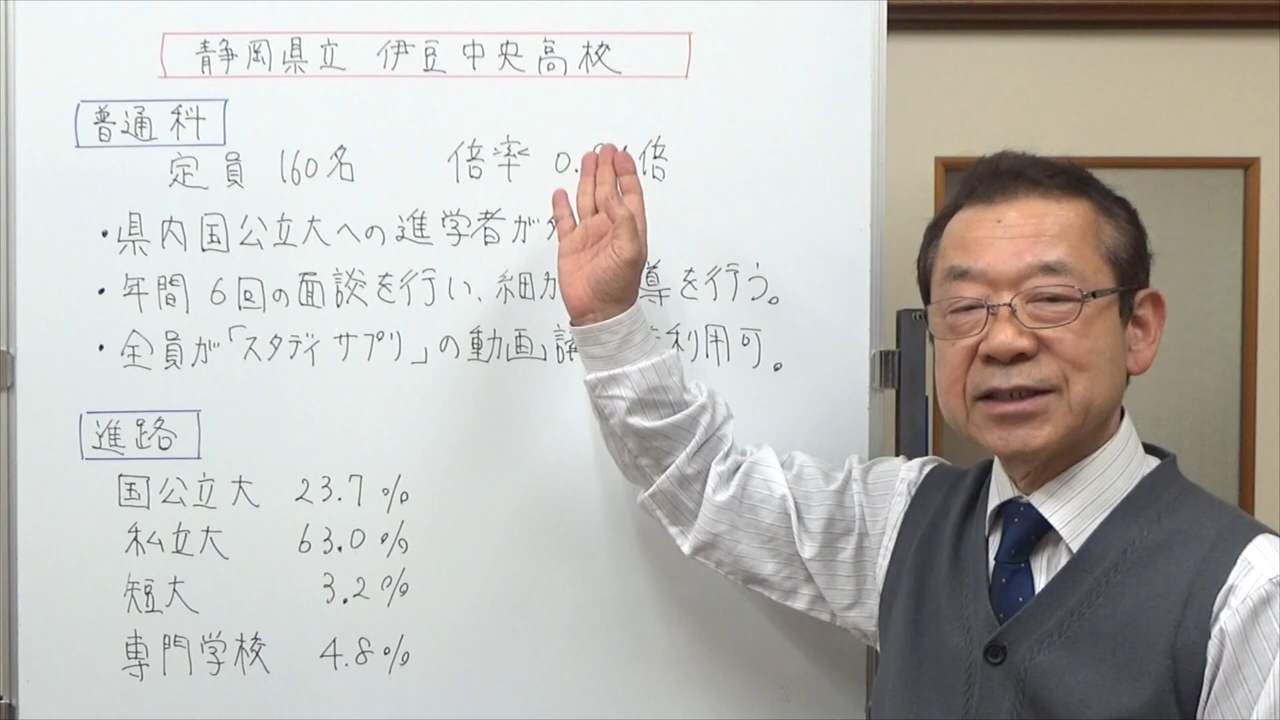 静岡県立 伊豆中央高校
普通科
定員 160名 倍率 0. 倍
・県内国公立大への進学者が
・年間6回の面談を行い、細か 導を行う。
・全員が「スタディサプリ」の動画講 利用可。
進路
国公立大 23.7%
私立大 63.0%
短大 3.2%
専門学校 4.8%